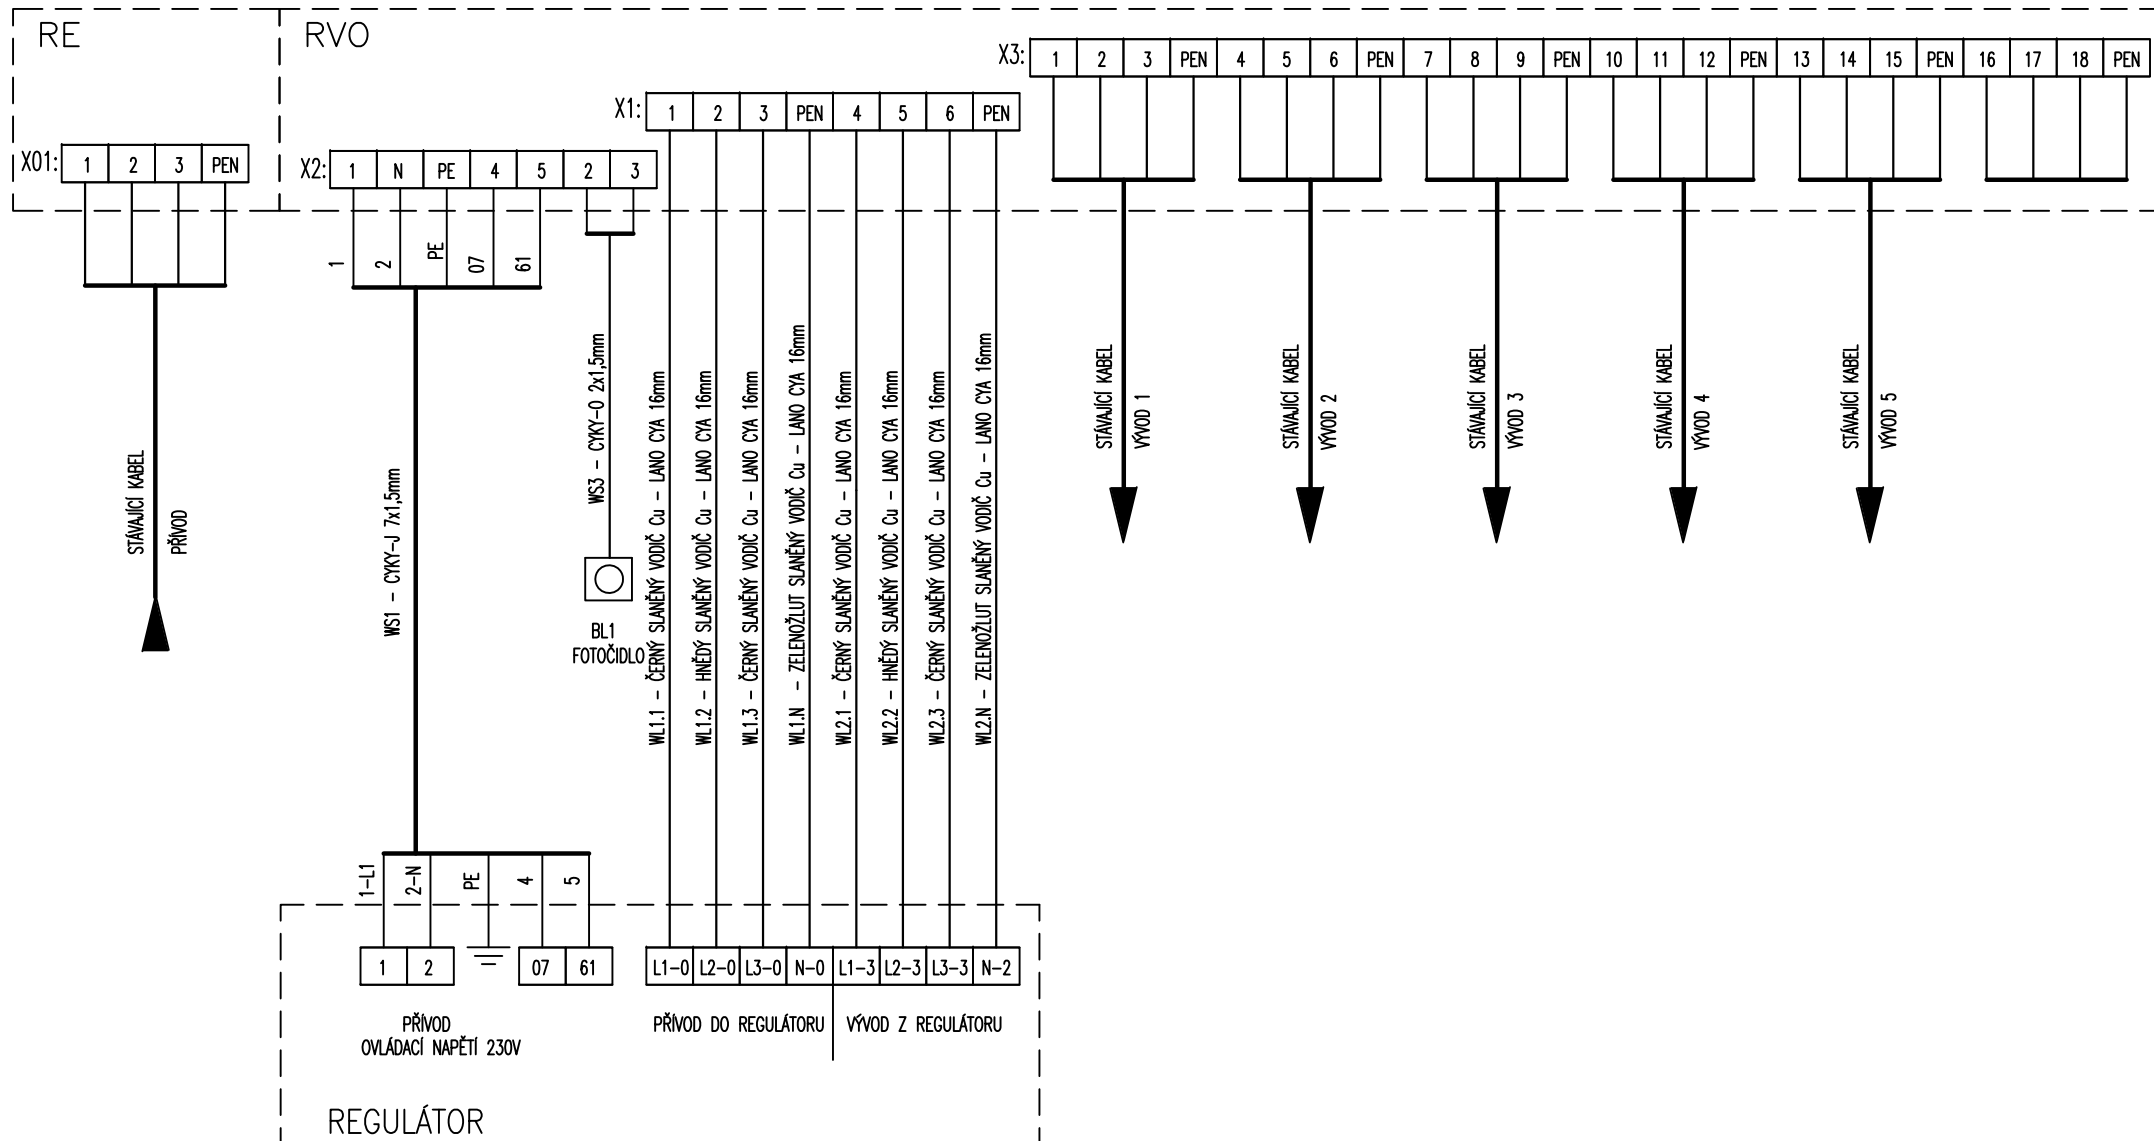 RE
RVO
X3: 1 2 3 PEN 4 5 6 PEN 7 8 9 PEN 10 11 12 PEN 13 14 15 PEN 16 17 18 PEN
X1: 1 2 3 PEN 4 5 6 PEN
X01: 1 2 3 PEN
X2: 1 N PE 4 5 2 3
1 2 PE 07 61
STÁVAJÍCÍ KABEL
PŘÍVOD
WS1 - CYKY-J 7x1,5mm
WS3 - CYKY-O 2x1,5mm
BL1
FOTOČIDLO
WL1.1 - ČERNÝ SLANĚNÝ VODIČ Cu - LANO CYA 16mm
WL1.2 - HNĚDÝ SLANĚNÝ VODIČ Cu - LANO CYA 16mm
WL1.3 - ČERNÝ SLANĚNÝ VODIČ Cu - LANO CYA 16mm
WL1.N - ZELENOŽLUT SLANĚNÝ VODIČ Cu - LANO CYA 16mm
WL2.1 - ČERNÝ SLANĚNÝ VODIČ Cu - LANO CYA 16mm
WL2.2 - HNĚDÝ SLANĚNÝ VODIČ Cu - LANO CYA 16mm
WL2.3 - ČERNÝ SLANĚNÝ VODIČ Cu - LANO CYA 16mm
WL2.N - ZELENOŽLUT SLANĚNÝ VODIČ Cu - LANO CYA 16mm
STÁVAJÍCÍ KABEL
VÝVOD 1
STÁVAJÍCÍ KABEL
VÝVOD 2
STÁVAJÍCÍ KABEL
VÝVOD 3
STÁVAJÍCÍ KABEL
VÝVOD 4
STÁVAJÍCÍ KABEL
VÝVOD 5
1-L1 2-N PE 4 5
1 2 07 61
L1-0 L2-0 L3-0 N-0 L1-3 L2-3 L3-3 N-2
PŘÍVOD
OVLÁDACÍ NAPĚTÍ 230V
PŘÍVOD DO REGULÁTORU
VÝVOD Z REGULÁTORU
REGULÁTOR